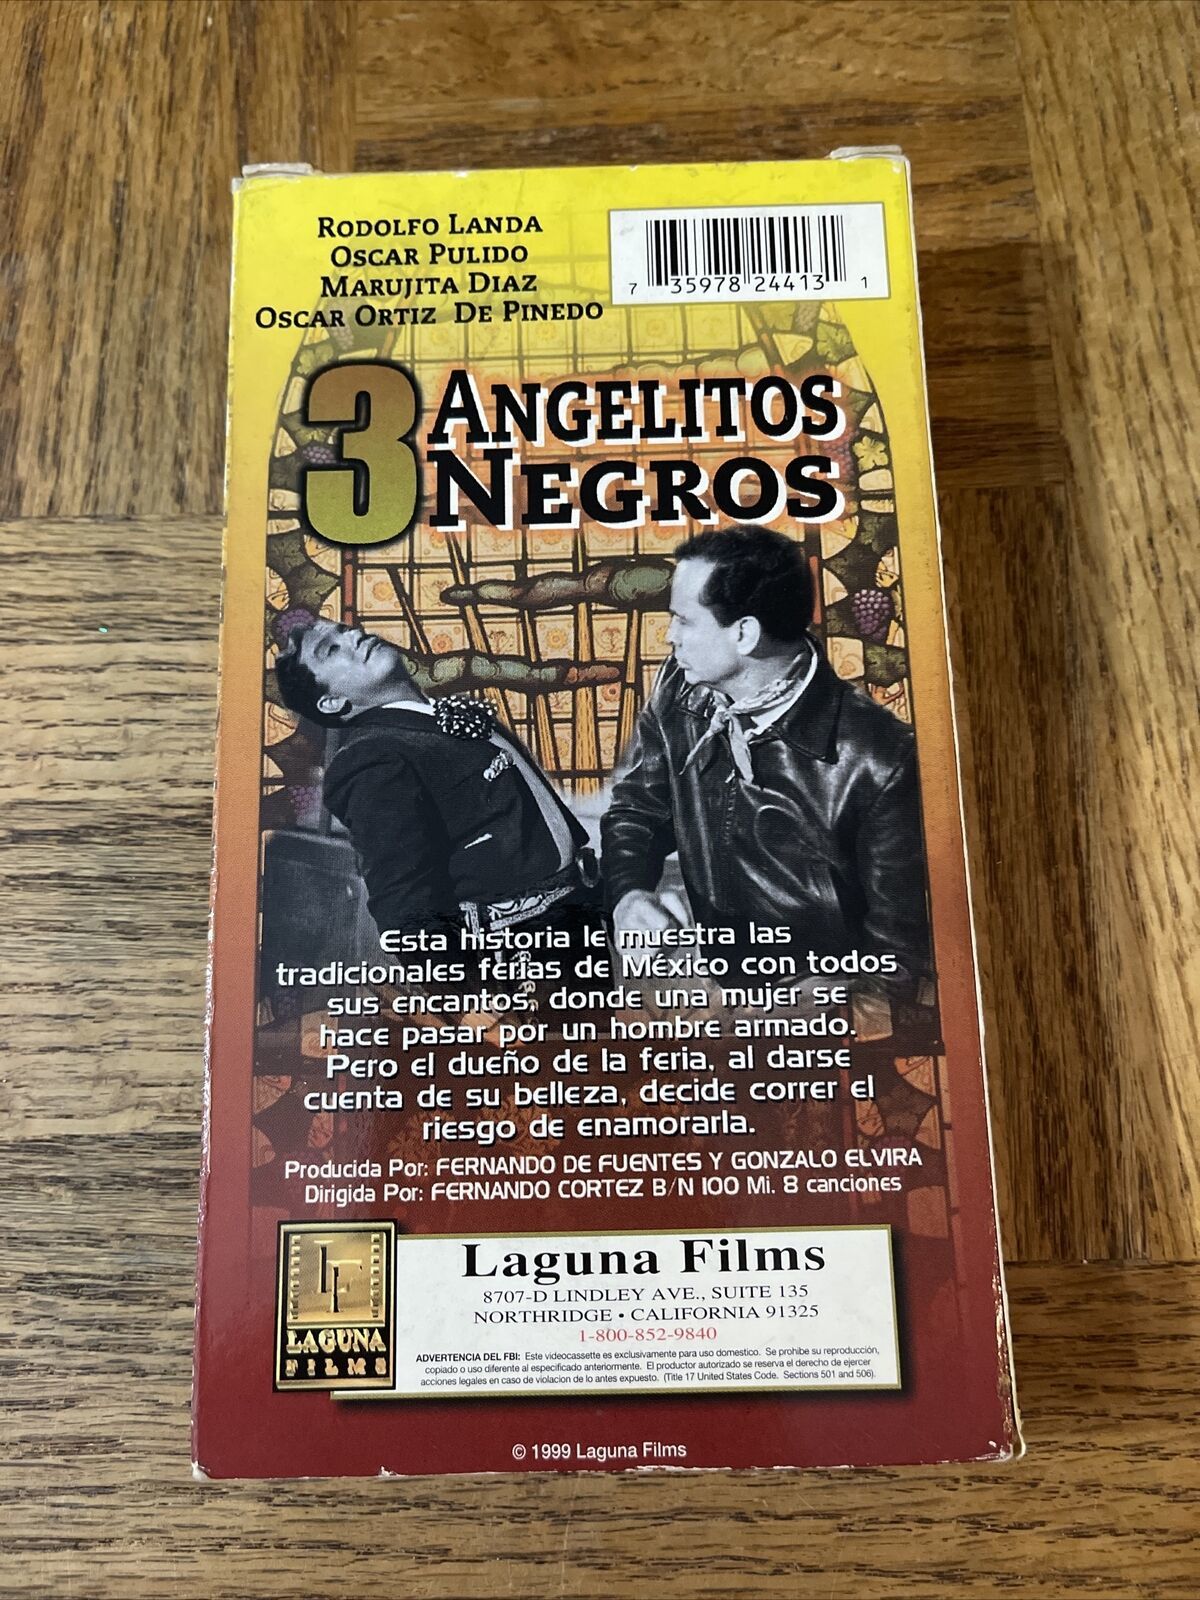 RODOLFO LANDA
OSCAR PULIDO
MARUJITA DIAZ
OSCAR ORTIZ DE PINEDO
7 35978 24413 1
3 ANGELITOS
NEGROS
Esta historia le muestra las
tradicionales ferias de México con todos
sus encantos, donde una mujer se
hace pasar por un hombre armado.
Pero el dueño de la feria, al darse
cuenta de su belleza, decide correr el
riesgo de enamorarla.
Producida Por: FERNANDO DE FUENTES Y GONZALO ELVIRA
Dirigida Por: FERNANDO CORTEZ B/N 100 Mi. 8 canciones
LF
LAGUNA
FILMS
Laguna Films
8707-D LINDLEY AVE., SUITE 135
NORTHRIDGE • CALIFORNIA 91325
1-800-852-9840
ADVERTENCIA DEL FBI: Este videocassette es exclusivamente para uso domestico. Se prohibe su reproducción,
copiado o uso diferente al especificado anteriormente. El productor autorizado se reserva el derecho de ejercer
acciones legales en caso de violacion de lo antes expuesto. (Title 17 United States Code. Sections 501 and 506).
© 1999 Laguna Films